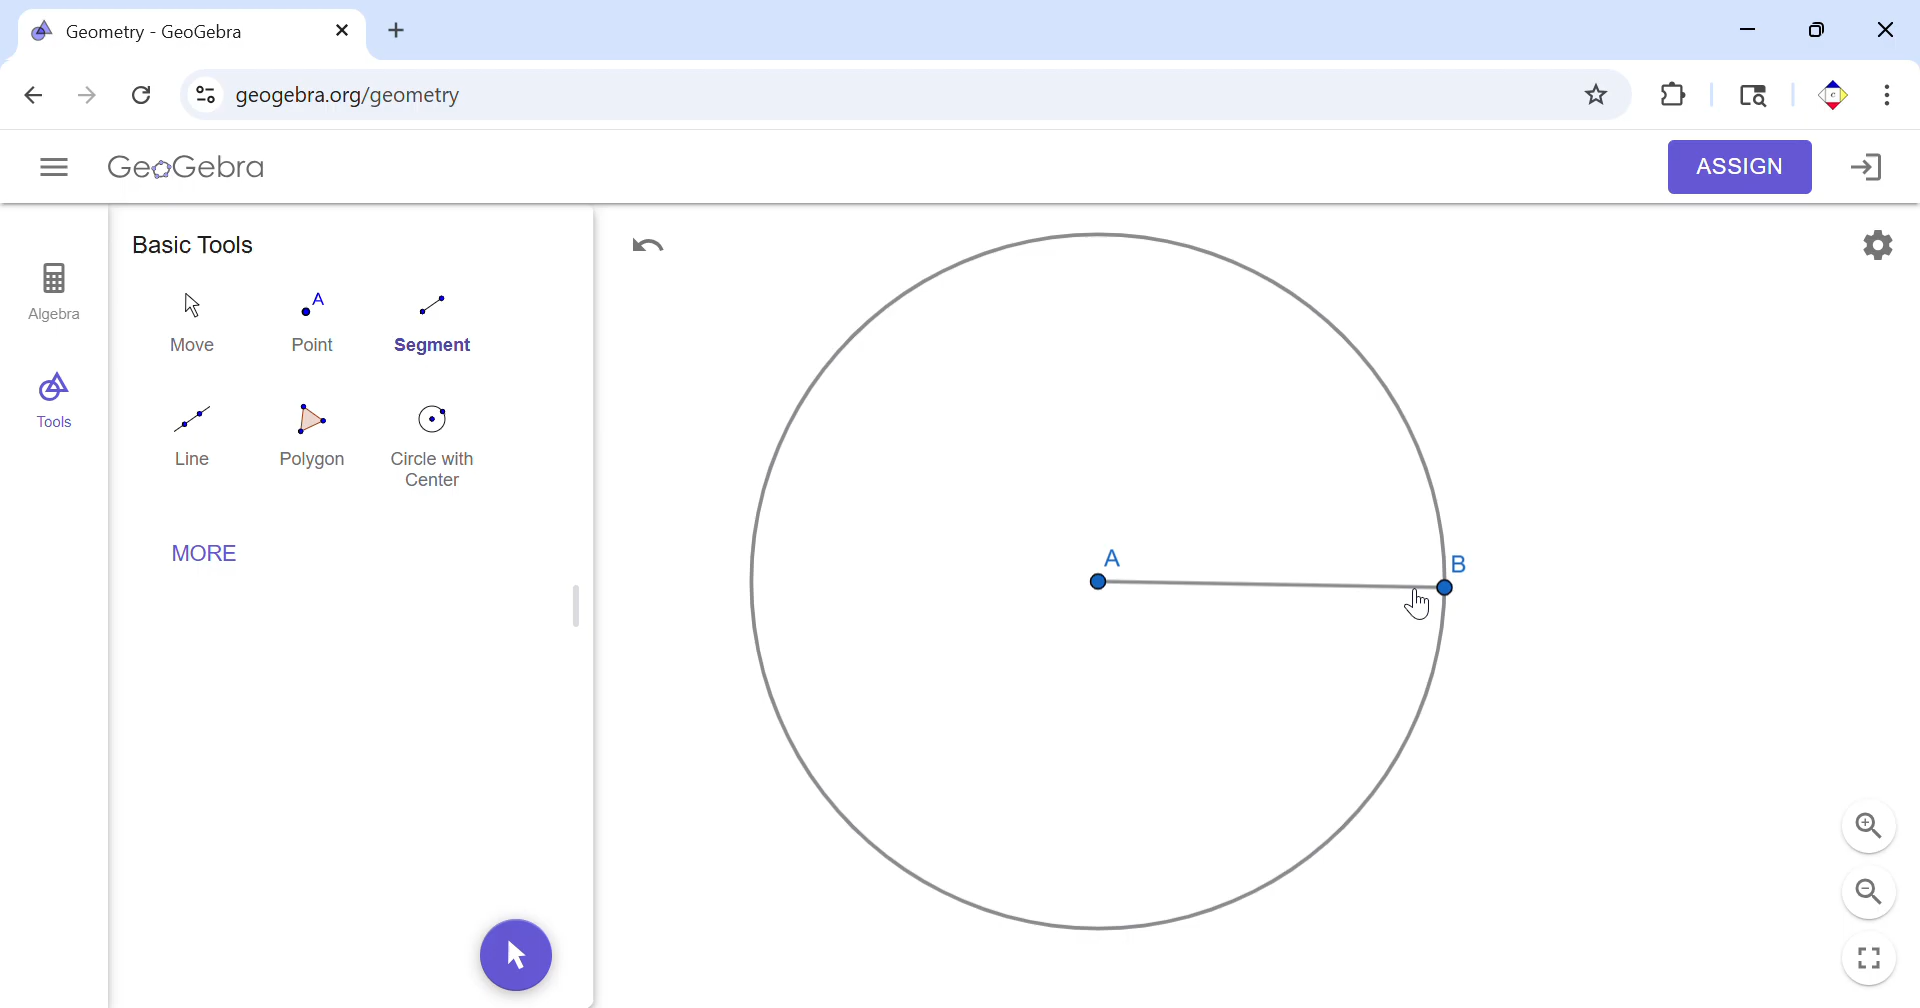 Geometry - GeoGebra
geogebra.org/geometry
GeoGebra
ASSIGN
Algebra
Tools
Basic Tools
Move
A
Point
Segment
Line
Polygon
Circle with
Center
MORE
A
B